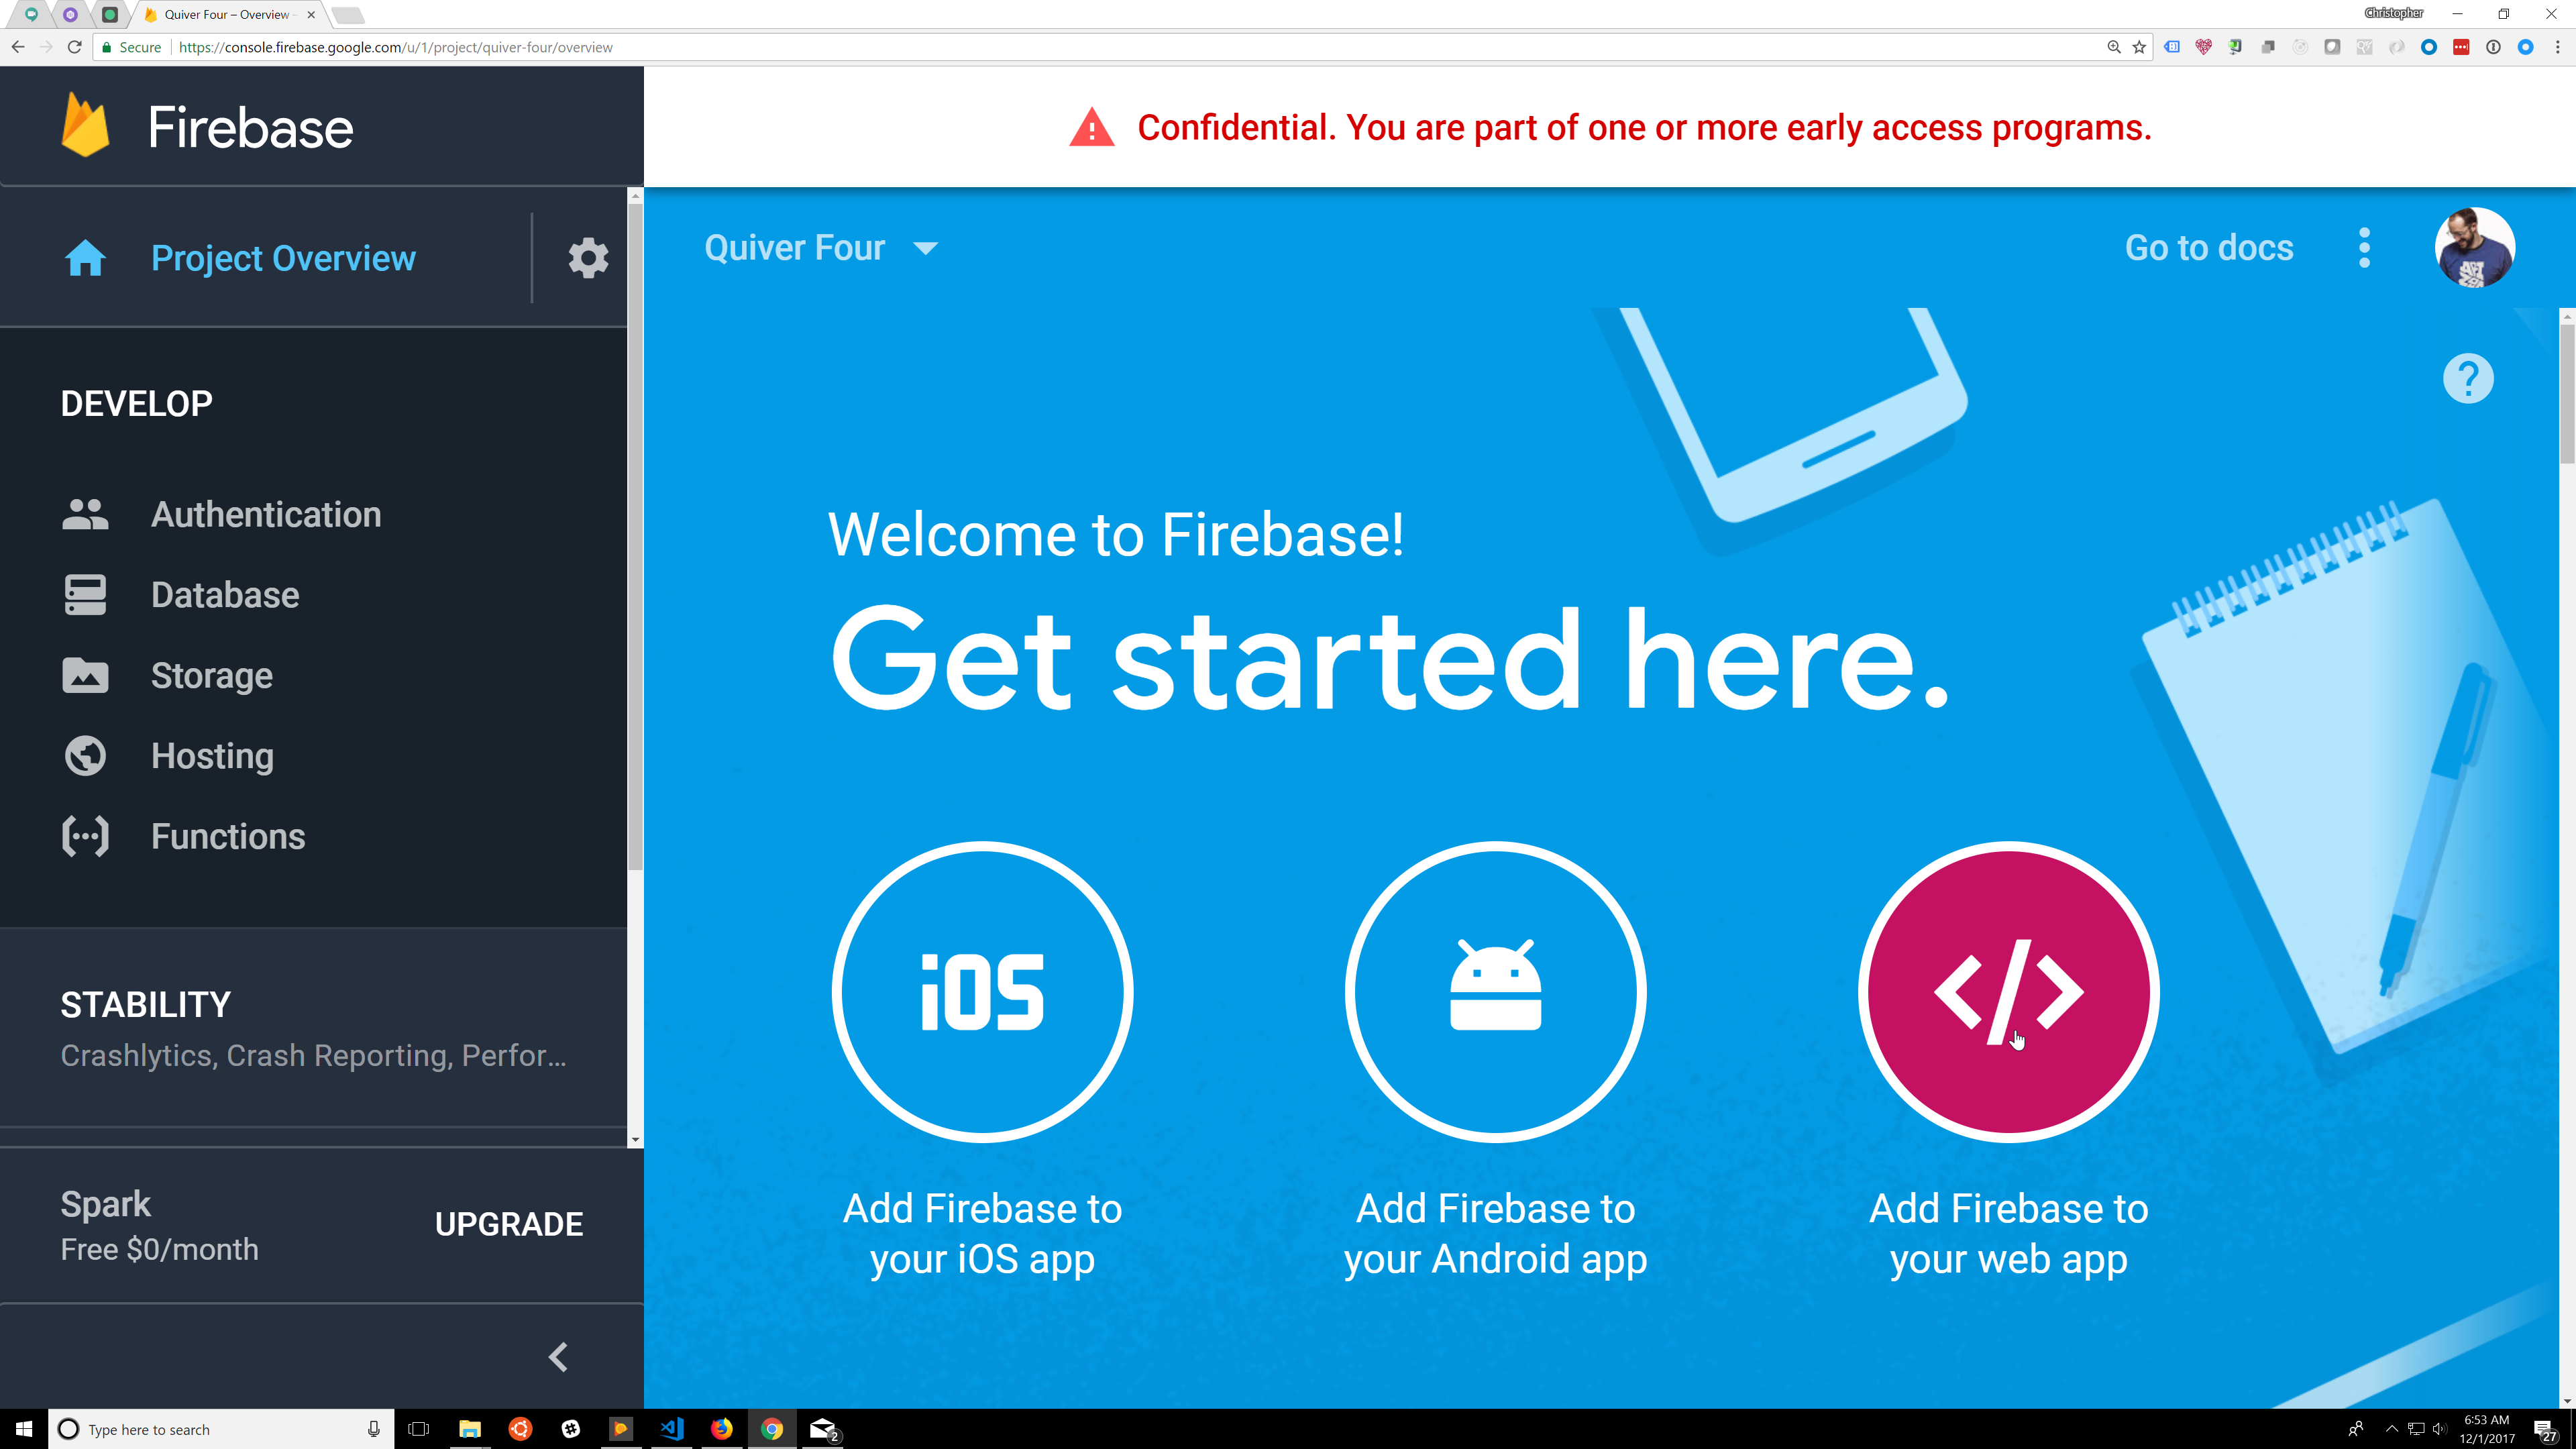 Quiver Four – Overview -
Christopher
Secure
https://console.firebase.google.com/u/1/project/quiver-four/overview
Firebase
Confidential. You are part of one or more early access programs.
Project Overview
Quiver Four
Go to docs
DEVELOP
Authentication
Database
Storage
Hosting
Functions
STABILITY
Crashlytics, Crash Reporting, Perfor...
Spark
Free $0/month
UPGRADE
Welcome to Firebase!
Get started here.
iOS
</>
Add Firebase to
your iOS app
Add Firebase to
your Android app
Add Firebase to
your web app
Type here to search
2
6:53 AM
12/1/2017
27